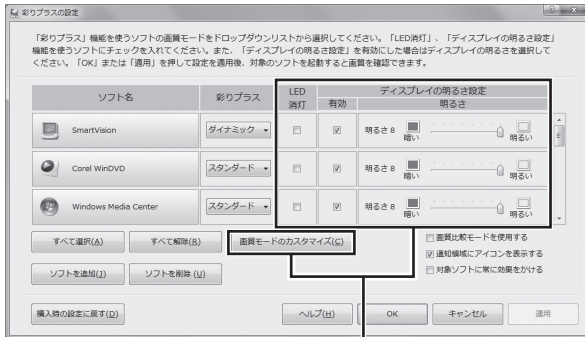 彩りプラスの設定
「彩りプラス」機能を使うソフトの画質モードをドロップダウンリストから選択してください。「LED消灯」、「ディスプレイの明るさ設定」
機能を使うソフトにチェックを入れてください。また、「ディスプレイの明るさ設定」を有効にした場合はディスプレイの明るさを選択して
ください。「OK」または「適用」を押して設定を適用後、対象のソフトを起動すると画質を確認できます。
ソフト名 彩りプラス LED消灯 ディスプレイの明るさ設定
有効 明るさ
SmartVision ダイナミック 明るさ 8 暗い 明るい
Corel WinDVD スタンダード 明るさ 8 暗い 明るい
Windows Media Center スタンダード 明るさ 8 暗い 明るい
すべて選択(A) すべて解除(R) 画質モードのカスタマイズ(C) 画質比較モードを使用する
通知領域にアイコンを表示する
ソフトを追加(J) ソフトを削除 (U) 対象ソフトに常に効果をかける
購入時の設定に戻す(D) ヘルプ(H) OK キャンセル 適用